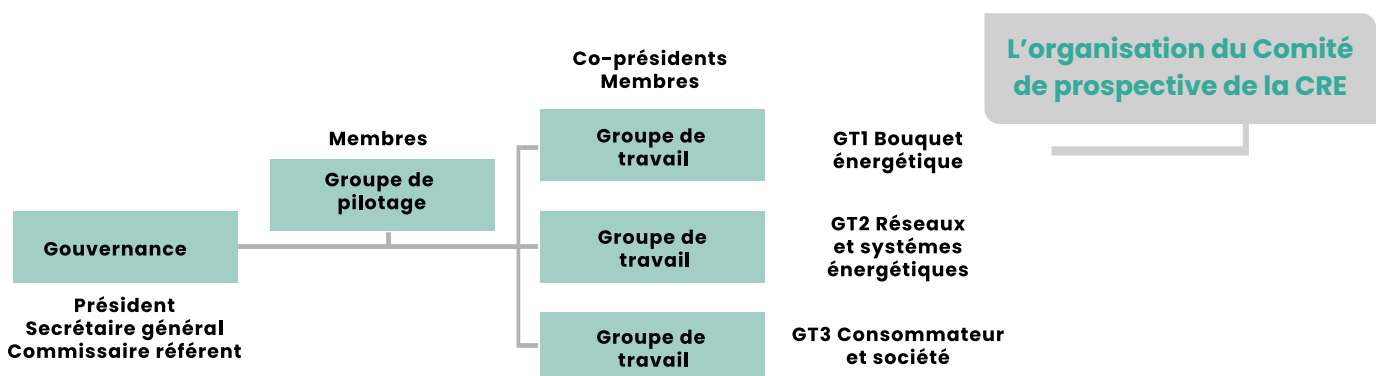 L’organisation du Comité
de prospective de la CRE
Co-présidents
Membres
Membres
Groupe de
pilotage
Gouvernance
Président
Secrétaire général
Commissaire référent
Groupe de
travail
GT1 Bouquet
énergétique
Groupe de
travail
GT2 Réseaux
et systémes
énergétiques
Groupe de
travail
GT3 Consommateur
et société